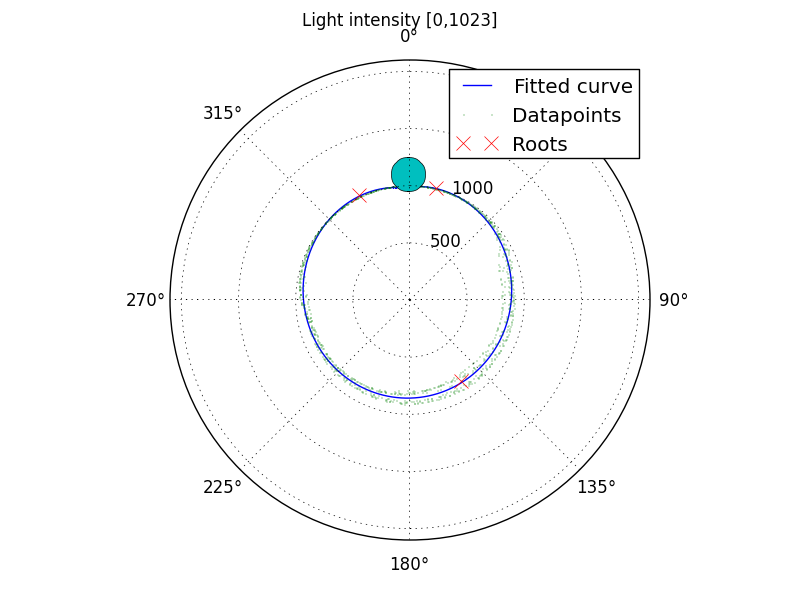 Light intensity [0,1023]
0°
Fitted curve
Datapoints
Roots
315°
1000
500
270°
90°
225°
135°
180°